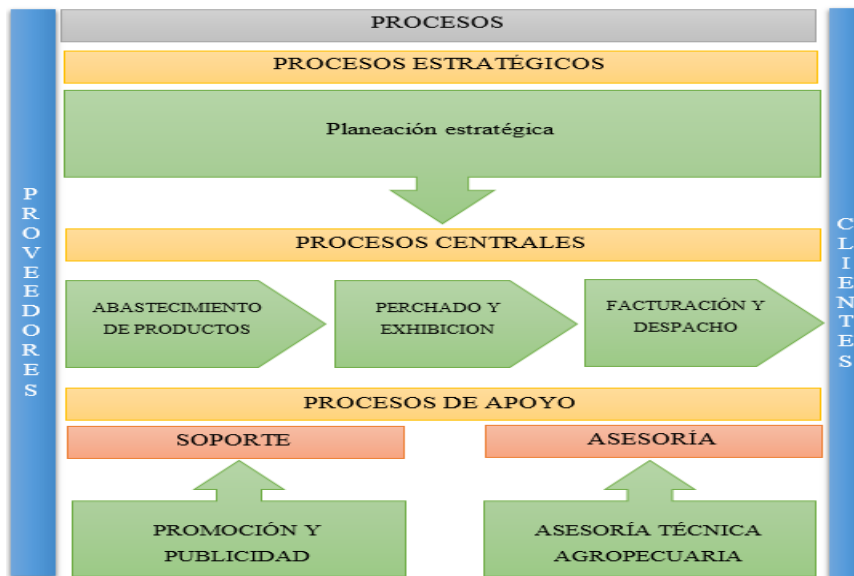 PROCESOS
PROCESOS ESTRATÉGICOS
Planeación estratégica
PROVEEDORES
CLIENTES
PROCESOS CENTRALES
ABASTECIMIENTO
DE PRODUCTOS
PERCHADO Y
EXHIBICION
FACTURACIÓN Y
DESPACHO
PROCESOS DE APOYO
SOPORTE
ASESORÍA
PROMOCIÓN Y
PUBLICIDAD
ASESORÍA TÉCNICA
AGROPECUARIA